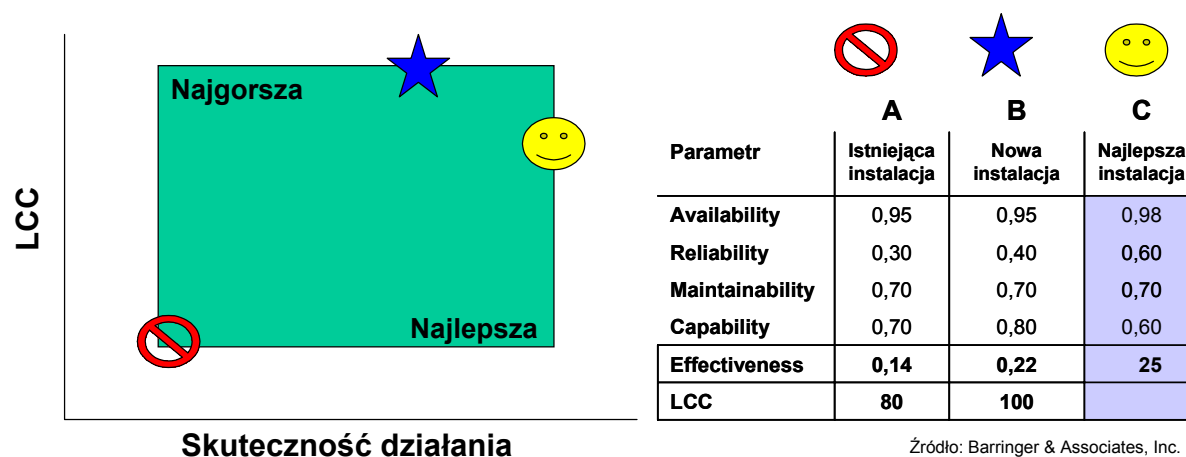 Najgorsza
Najlepsza
LCC
Skuteczność działania
A B C
Parametr Istniejąca instalacja Nowa instalacja Najlepsza instalacja
Availability 0,95 0,95 0,98
Reliability 0,30 0,40 0,60
Maintainability 0,70 0,70 0,70
Capability 0,70 0,80 0,60
Effectiveness 0,14 0,22 25
LCC 80 100
Źródło: Barringer & Associates, Inc.